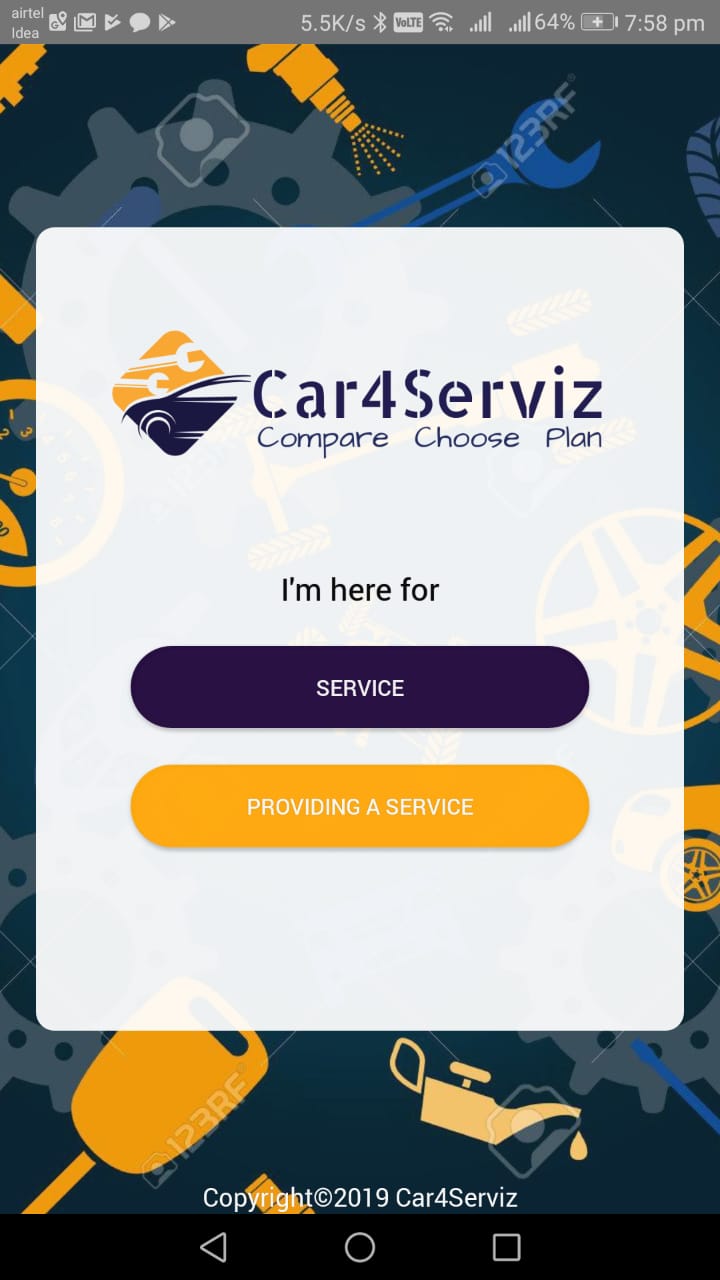 airtel
Idea
5.5K/s VoLTE 64% 7:58 pm
123RF
Car4Serviz
Compare Choose Plan
I'm here for
SERVICE
PROVIDING A SERVICE
123RF
Copyright©2019 Car4Serviz